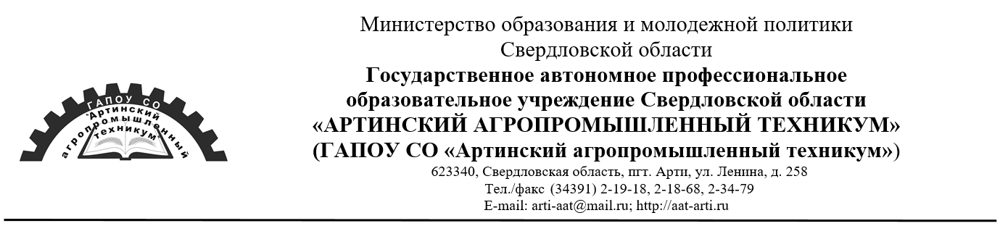 ГАПОУ СО
"Артинский
агропромышленный
техникум"
Министерство образования и молодежной политики
Свердловской области
Государственное автономное профессиональное
образовательное учреждение Свердловской области
«АРТИНСКИЙ АГРОПРОМЫШЛЕННЫЙ ТЕХНИКУМ»
(ГАПОУ СО «Артинский агропромышленный техникум»)
623340, Свердловская область, пгт. Арти, ул. Ленина, д. 258
Тел./факс (34391) 2-19-18, 2-18-68, 2-34-79
E-mail: arti-aat@mail.ru; http://aat-arti.ru